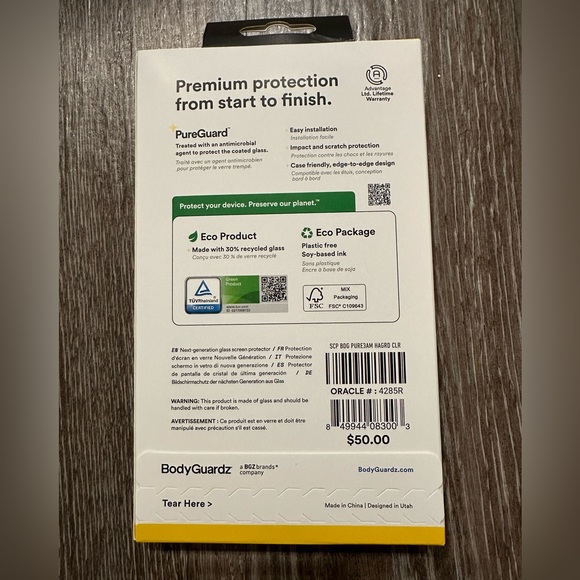 Premium protection
from start to finish.
Advantage
Ltd. Lifetime
Warranty
PureGuard™
Treated with an antimicrobial
agent to protect the coated glass.
Traité avec un agent antimicrobien
pour protéger le verre trempé.
Easy installation
Installation facile
Impact and scratch protection
Protection contre les chocs et les rayures
Case friendly, edge-to-edge design
Compatible avec les étuis, conception
bord à bord
Protect your device. Preserve our planet.™
Eco Product
Made with 30% recycled glass
Conçu avec 30 % de verre recyclé
TÜVRheinland
CERTIFIED
Green
Product
Eco Package
Plastic free
Soy-based ink
Sans plastique
Encre à base de soja
FSC
MIX
Packaging
FSC® C109643
EN Next-generation glass screen protector / FR Protection
d'écran en verre Nouvelle Génération / IT Protezione
schermo in vetro di nuova generazione / ES Protector
de pantalla de cristal de última generación / DE
Bildschirmschutz der nächsten Generation aus Glas
WARNING: This product is made of glass and should be
handled with care if broken.
AVERTISSEMENT : Ce produit est en verre et doit être
manipulé avec précaution s'il est cassé.
SCP BDG PURE3AM HAGRO CLR
ORACLE # : 4285R
8 49944 08300 3
$50.00
BodyGuardz
a BGZ brands®
company
BodyGuardz.com
Tear Here >
Made in China | Designed in Utah